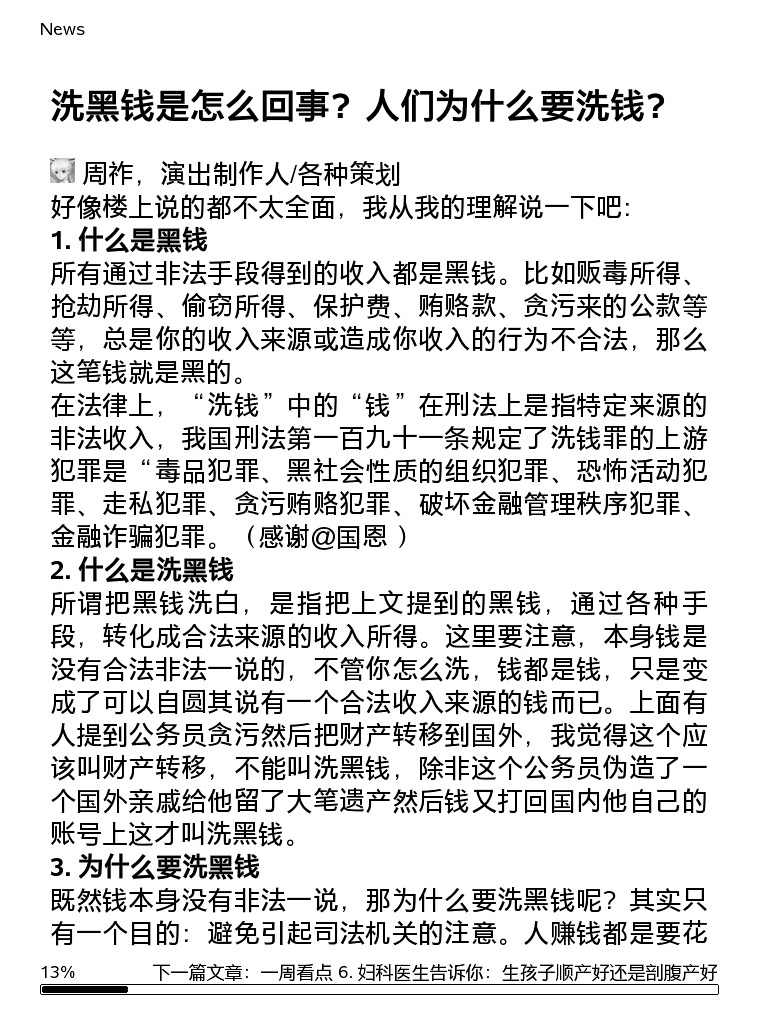 News
洗黑钱是怎么回事？人们为什么要洗钱？
周祚，演出制作人/各种策划
好像楼上说的都不太全面，我从我的理解说一下吧：
1. 什么是黑钱
所有通过非法手段得到的收入都是黑钱。比如贩毒所得、
抢劫所得、偷窃所得、保护费、贿赂款、贪污来的公款等
等，总是你的收入来源或造成你收入的行为不合法，那么
这笔钱就是黑的。
在法律上，“洗钱”中的“钱”在刑法上是指特定来源的
非法收入，我国刑法第一百九十一条规定了洗钱罪的上游
犯罪是“毒品犯罪、黑社会性质的组织犯罪、恐怖活动犯
罪、走私犯罪、贪污贿赂犯罪、破坏金融管理秩序犯罪、
金融诈骗犯罪。（感谢@国恩 ）
2. 什么是洗黑钱
所谓把黑钱洗白，是指把上文提到的黑钱，通过各种手
段，转化成合法来源的收入所得。这里要注意，本身钱是
没有合法非法一说的，不管你怎么洗，钱都是钱，只是变
成了可以自圆其说有一个合法收入来源的钱而已。上面有
人提到公务员贪污然后把财产转移到国外，我觉得这个应
该叫财产转移，不能叫洗黑钱，除非这个公务员伪造了一
个国外亲戚给他留了大笔遗产然后钱又打回国内他自己的
账号上这才叫洗黑钱。
3. 为什么要洗黑钱
既然钱本身没有非法一说，那为什么要洗黑钱呢？其实只
有一个目的：避免引起司法机关的注意。人赚钱都是要花
13% 下一篇文章：一周看点 6. 妇科医生告诉你：生孩子顺产好还是剖腹产好